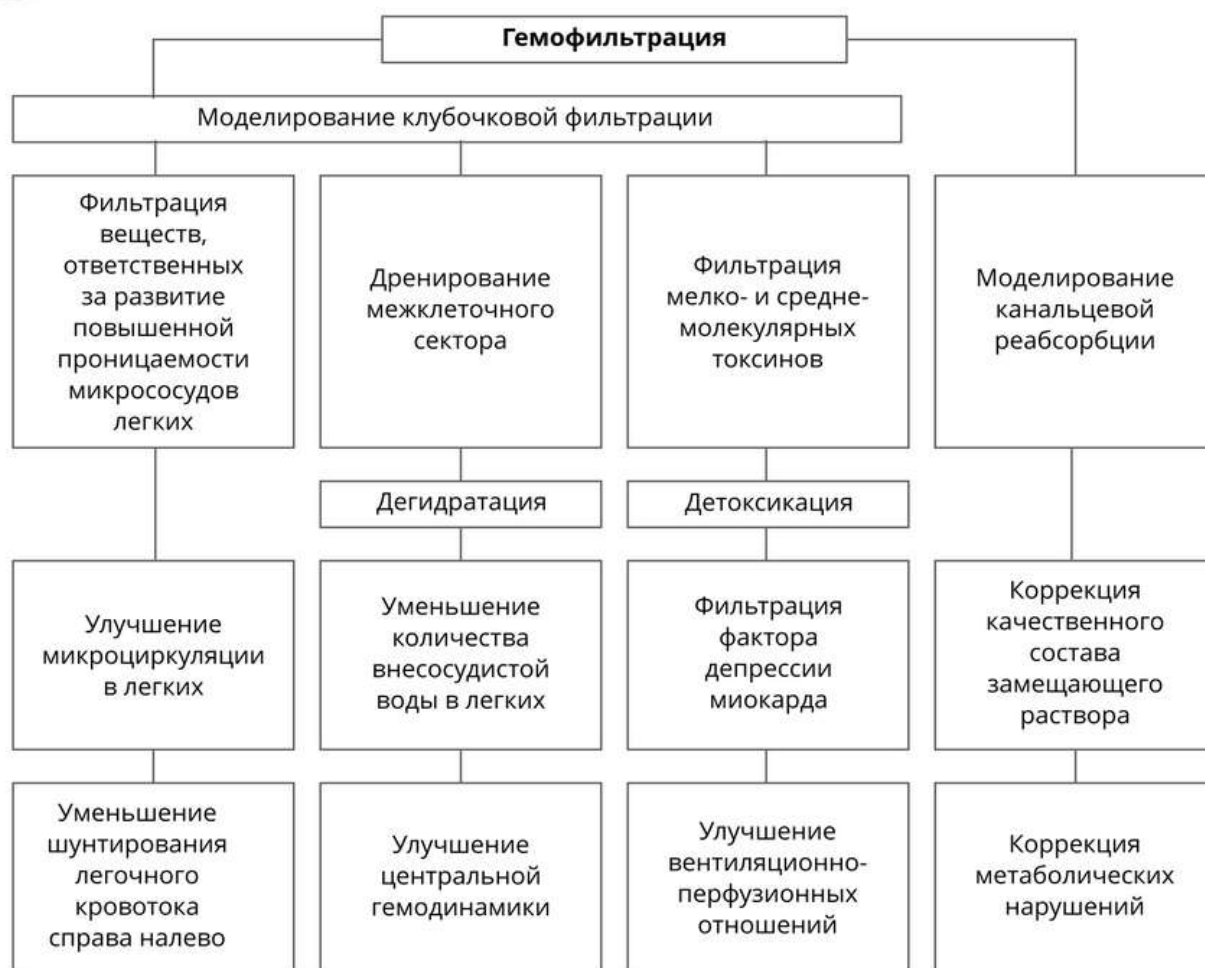 Гемофильтрация
Моделирование клубочковой фильтрации
Фильтрация
веществ,
ответственных
за развитие
повышенной
проницаемости
микрососудов
легких
Дренирование
межклеточного
сектора
Фильтрация
мелко- и средне-
молекулярных
токсинов
Моделирование
канальцевой
реабсорбции
Дегидратация
Детоксикация
Улучшение
микроциркуляции
в легких
Уменьшение
количества
внесосудистой
воды в легких
Фильтрация
фактора
депрессии
миокарда
Коррекция
качественного
состава
замещающего
раствора
Уменьшение
шунтирования
легочного
кровотока
справа налево
Улучшение
центральной
гемодинамики
Улучшение
вентиляционно-
перфузионных
отношений
Коррекция
метаболических
нарушений